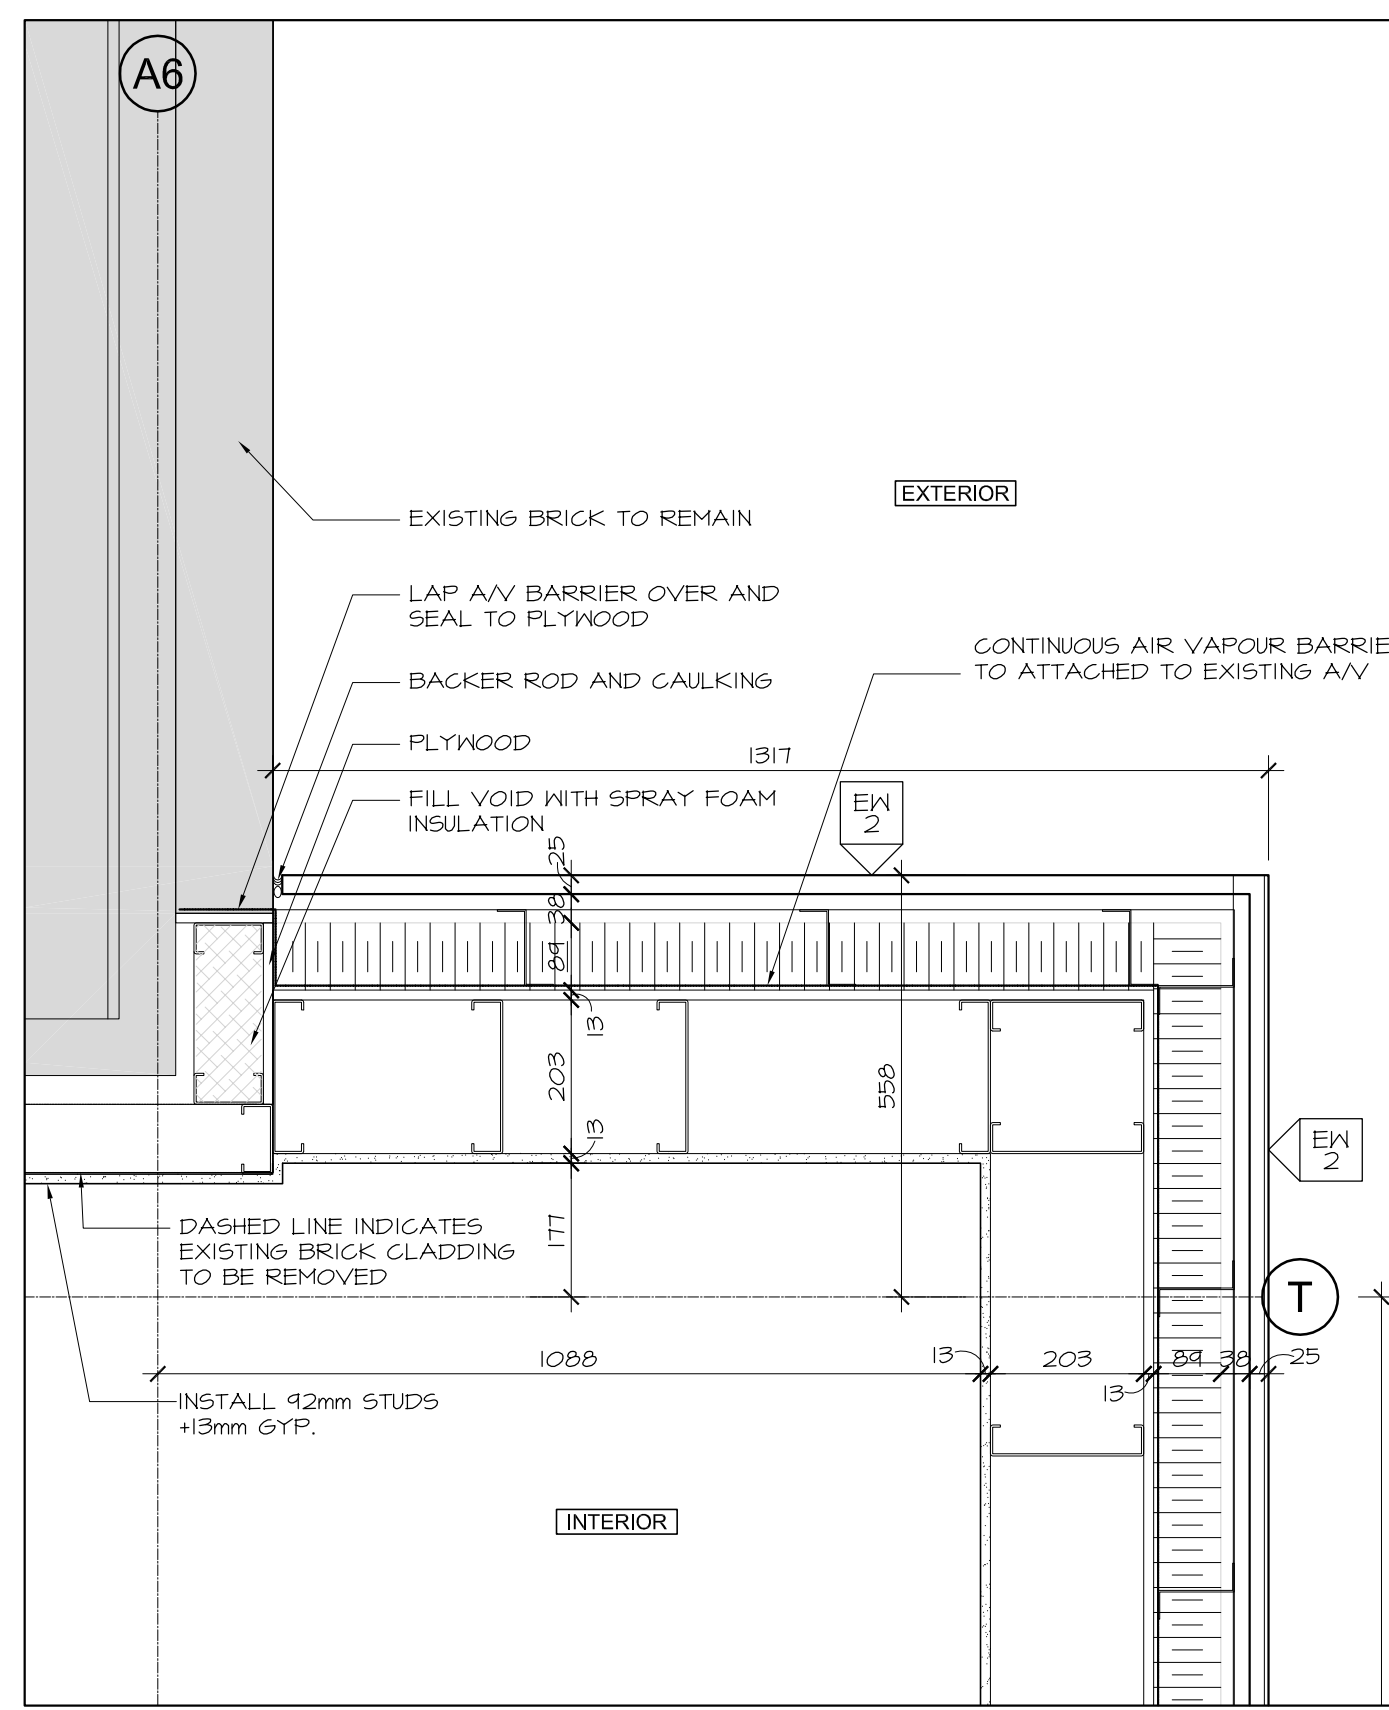 A6
EXTERIOR
EXISTING BRICK TO REMAIN
LAP A/V BARRIER OVER AND
SEAL TO PLYWOOD
CONTINUOUS AIR VAPOUR BARRIE
TO ATTACHED TO EXISTING A/V
BACKER ROD AND CAULKING
PLYWOOD
1317
FILL VOID WITH SPRAY FOAM
INSULATION
EW
2
25
38
89
13
203
558
13
EW
2
177
DASHED LINE INDICATES
EXISTING BRICK CLADDING
TO BE REMOVED
T
1088
13
203
13
89
38
25
INSTALL 92mm STUDS
+13mm GYP.
INTERIOR